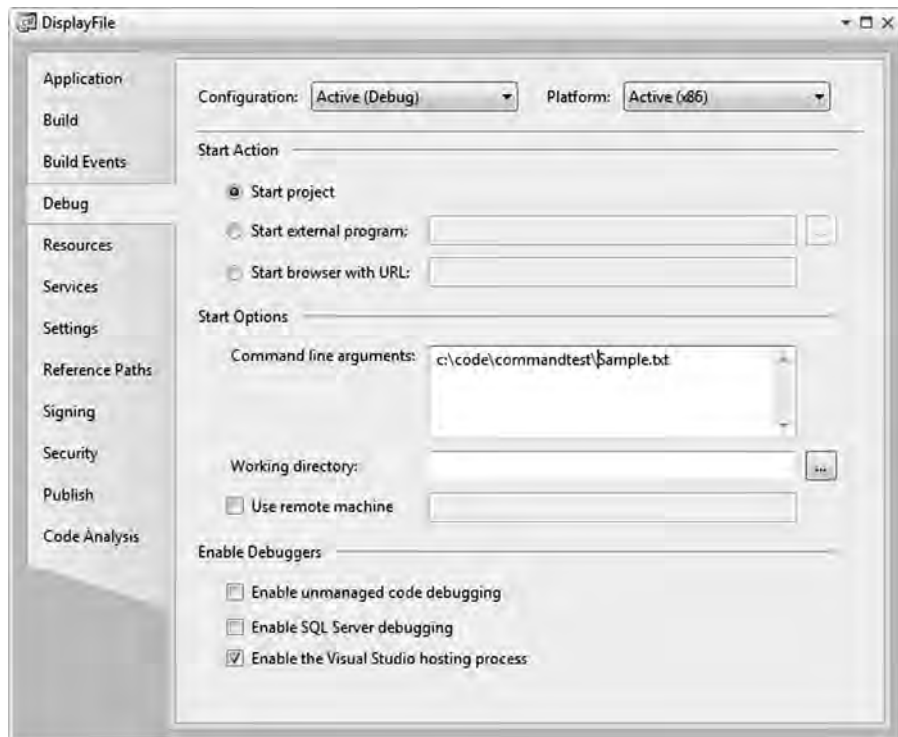 DisplayFile
Application
Build
Build Events
Debug
Resources
Services
Settings
Reference Paths
Signing
Security
Publish
Code Analysis
Configuration: Active (Debug) Platform: Active (x86)
Start Action
Start project
Start external program: ...
Start browser with URL:
Start Options
Command line arguments: c:\code\commandtest\Sample.txt
Working directory: ...
Use remote machine
Enable Debuggers
Enable unmanaged code debugging
Enable SQL Server debugging
Enable the Visual Studio hosting process